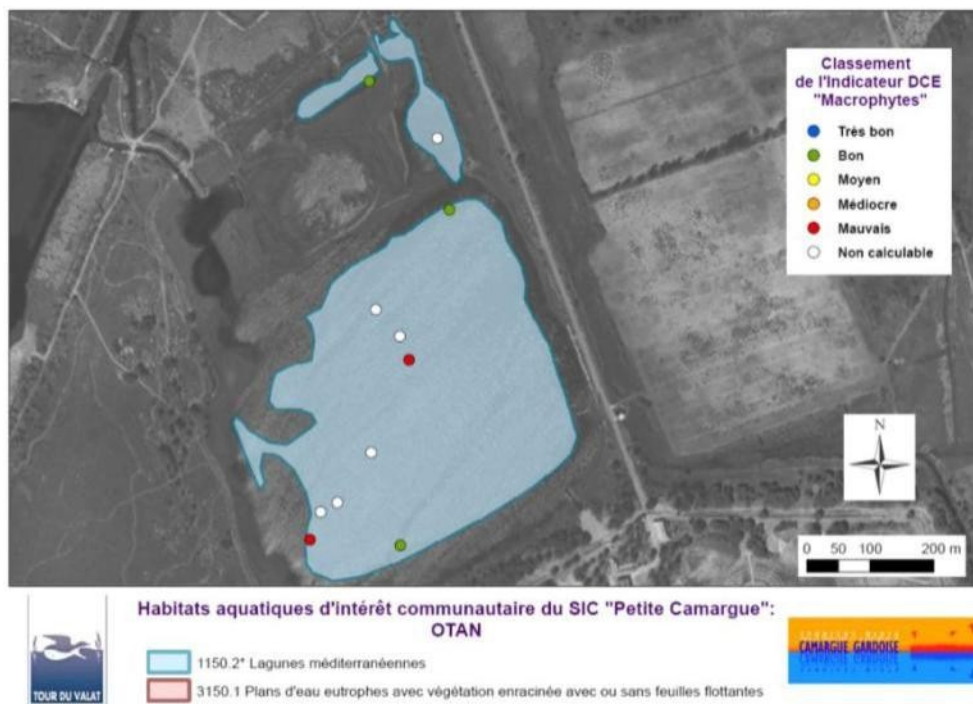 Classement
de l'Indicateur DCE
"Macrophytes"
Très bon
Bon
Moyen
Médiocre
Mauvais
Non calculable
N
0 50 100 200 m
Habitats aquatiques d'intérêt communautaire du SIC "Petite Camargue":
OTAN
1150.2* Lagunes méditerranéennes
3150.1 Plans d'eau eutrophes avec végétation enracinée avec ou sans feuilles flottantes
TOUR DU VALAT
CAMARGUE GARDOISE